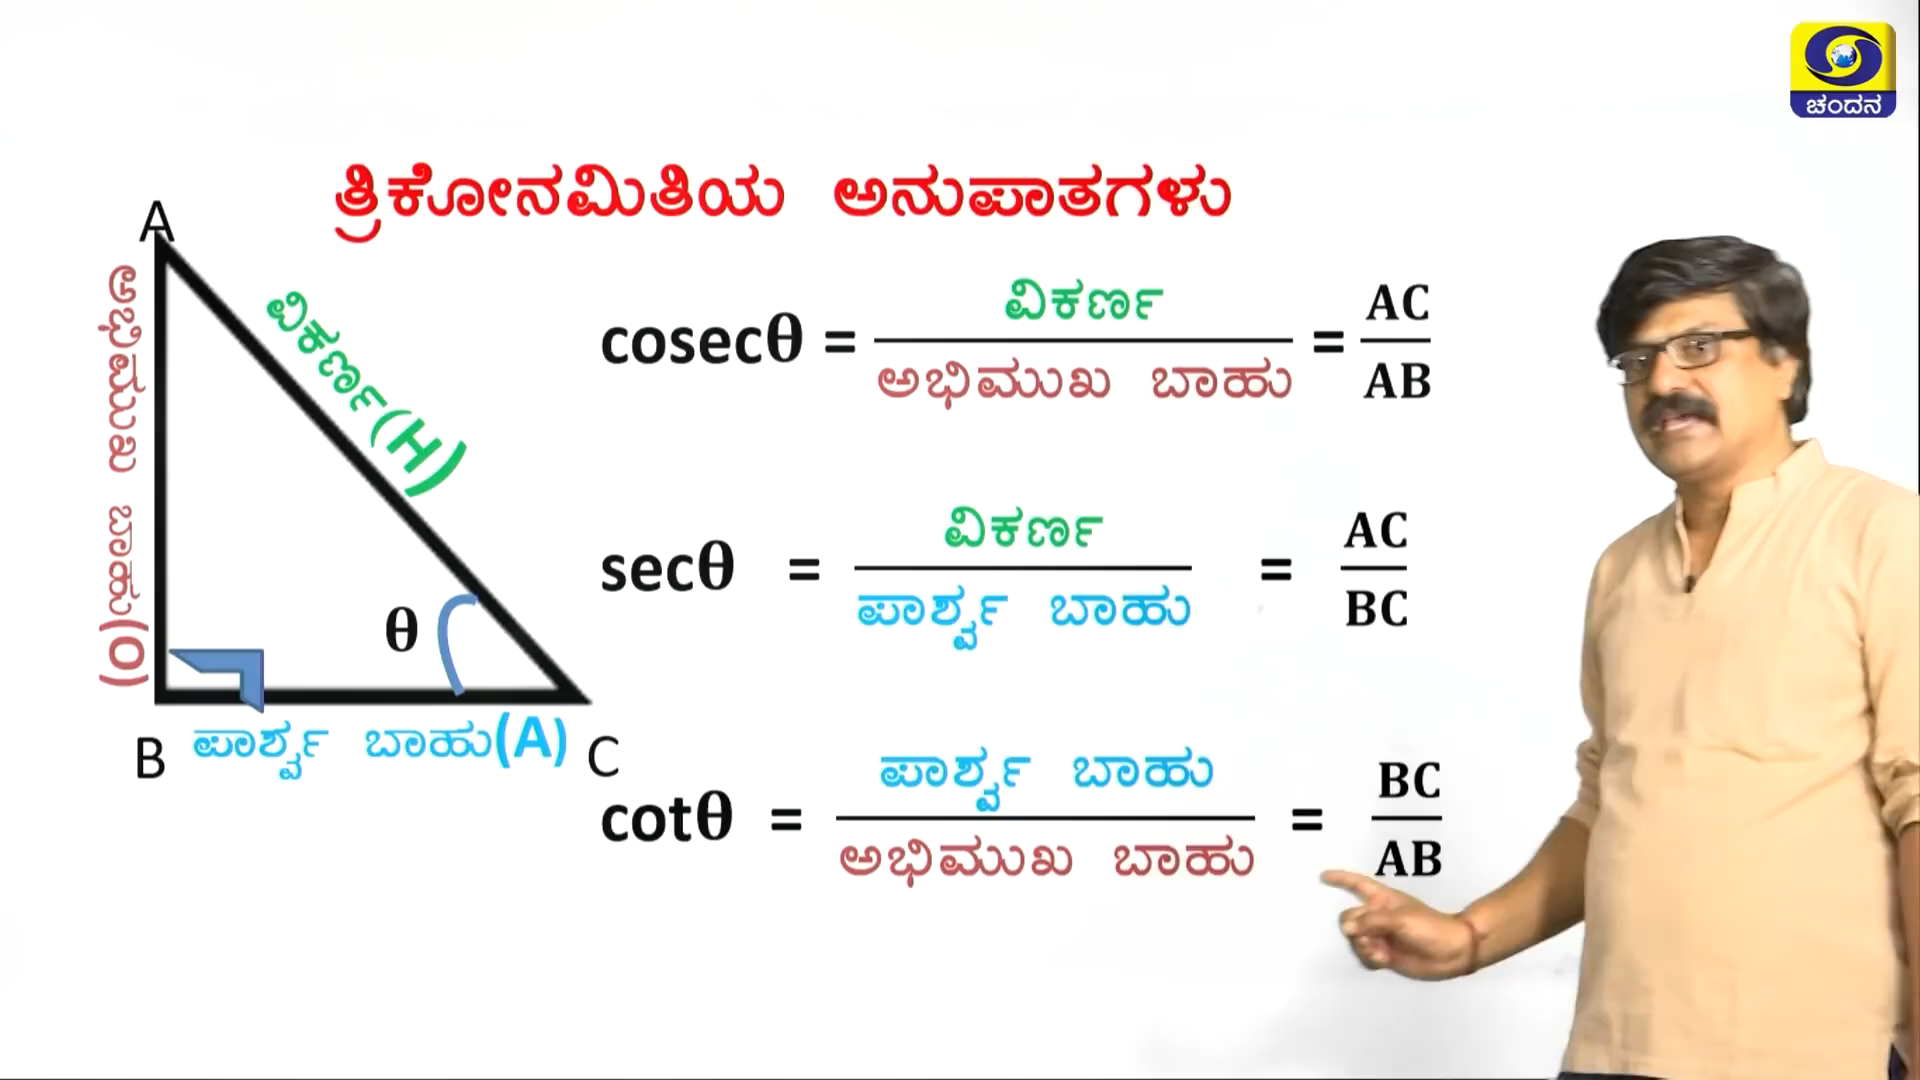 ಚಂದನ
ತ್ರಿಕೋನಮಿತಿಯ ಅನುಪಾತಗಳು
A
ಅಭಿಮುಖ ಬಾಹು(O)
ವಿಕರ್ಣ(H)
θ
B
ಪಾರ್ಶ್ವ ಬಾಹು(A)
C
cosecθ = ವಿಕರ್ಣ / ಅಭಿಮುಖ ಬಾಹು = AC / AB
secθ = ವಿಕರ್ಣ / ಪಾರ್ಶ್ವ ಬಾಹು = AC / BC
cotθ = ಪಾರ್ಶ್ವ ಬಾಹು / ಅಭಿಮುಖ ಬಾಹು = BC / AB